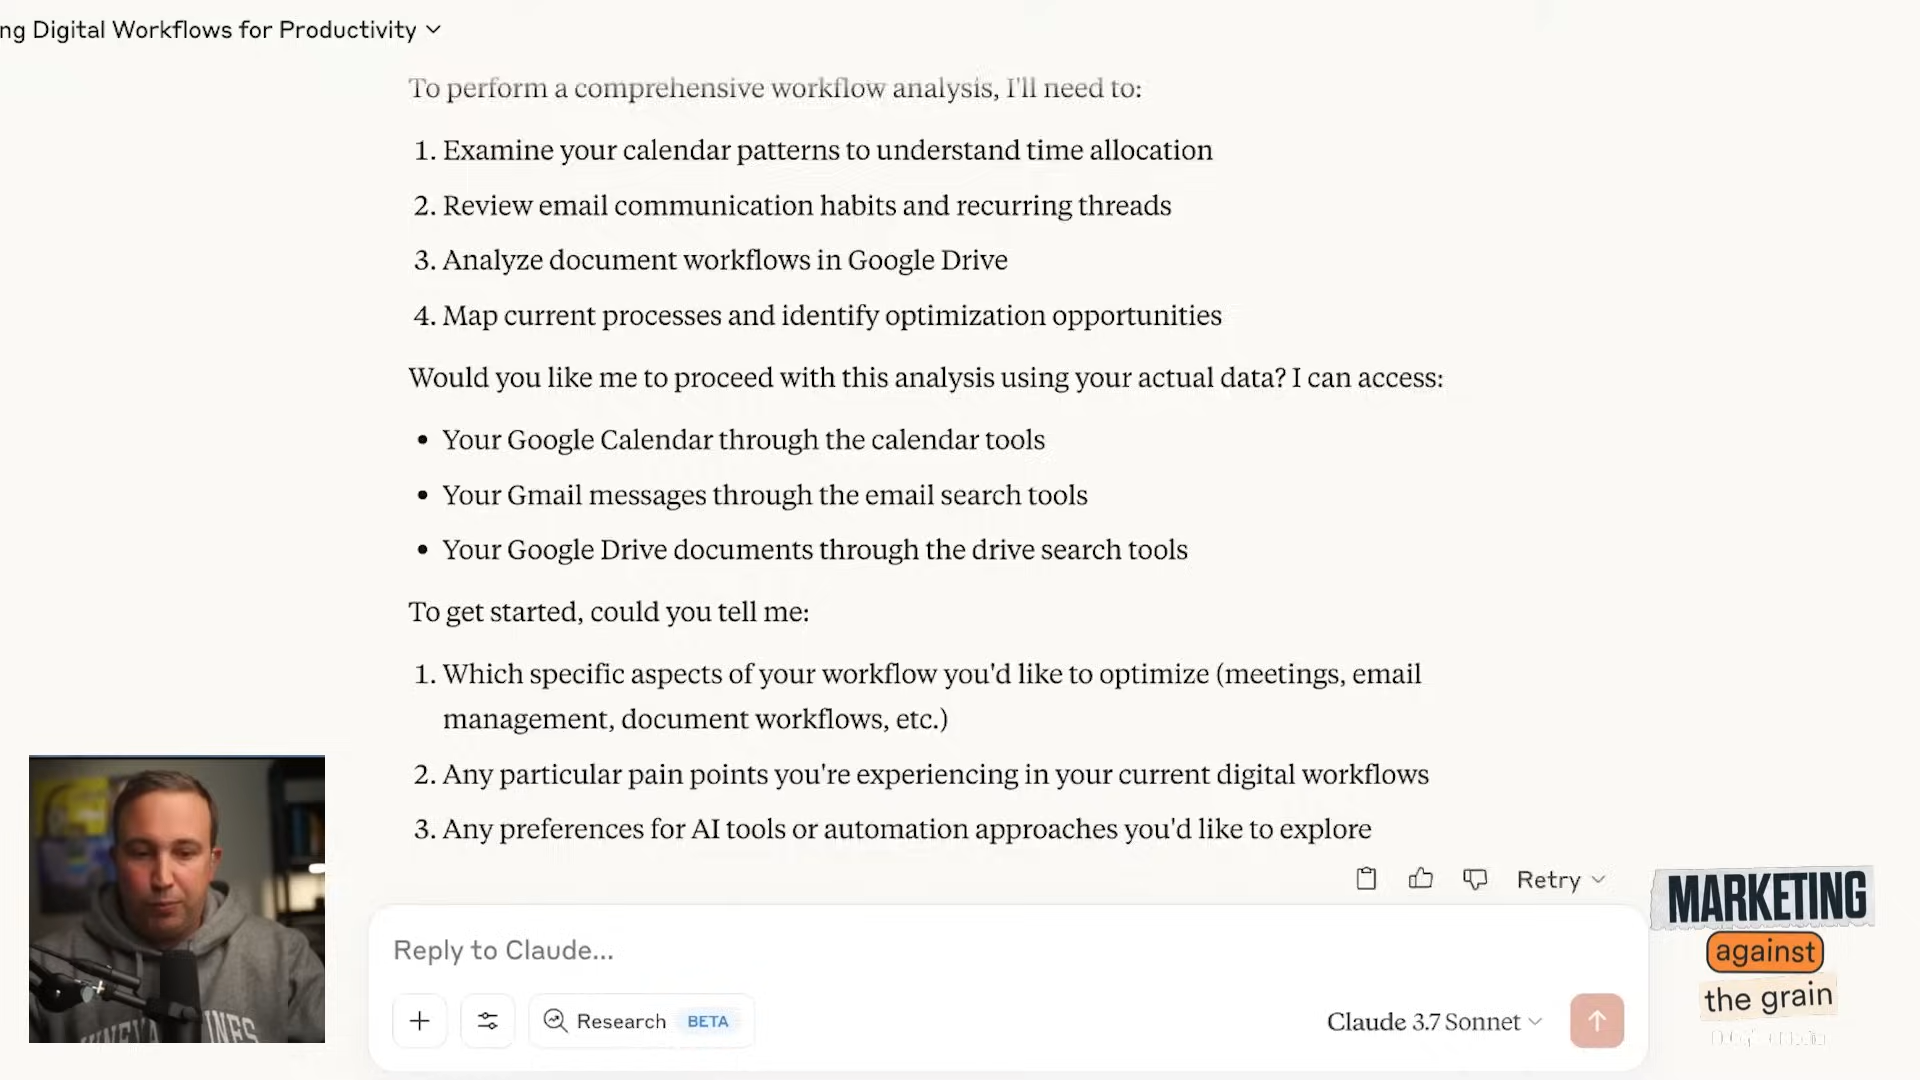 ng Digital Workflows for Productivity
To perform a comprehensive workflow analysis, I'll need to:
1. Examine your calendar patterns to understand time allocation
2. Review email communication habits and recurring threads
3. Analyze document workflows in Google Drive
4. Map current processes and identify optimization opportunities
Would you like me to proceed with this analysis using your actual data? I can access:
• Your Google Calendar through the calendar tools
• Your Gmail messages through the email search tools
• Your Google Drive documents through the drive search tools
To get started, could you tell me:
1. Which specific aspects of your workflow you'd like to optimize (meetings, email
management, document workflows, etc.)
2. Any particular pain points you're experiencing in your current digital workflows
3. Any preferences for AI tools or automation approaches you'd like to explore
Retry
Reply to Claude...
Research BETA
Claude 3.7 Sonnet
MARKETING
against
the grain